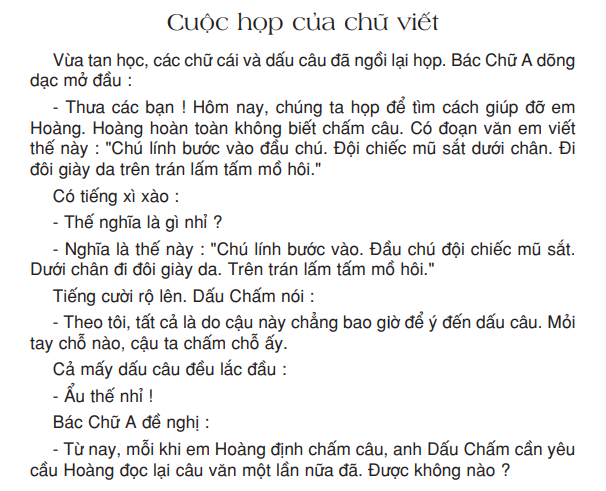 Cuộc họp của chữ viết
Vừa tan học, các chữ cái và dấu câu đã ngồi lại họp. Bác Chữ A dõng
dạc mở đầu :
- Thưa các bạn ! Hôm nay, chúng ta họp để tìm cách giúp đỡ em
Hoàng. Hoàng hoàn toàn không biết chấm câu. Có đoạn văn em viết
thế này : "Chú lính bước vào đầu chú. Đội chiếc mũ sắt dưới chân. Đi
đôi giày da trên trán lấm tấm mồ hôi."
Có tiếng xì xào :
- Thế nghĩa là gì nhỉ ?
- Nghĩa là thế này : "Chú lính bước vào. Đầu chú đội chiếc mũ sắt.
Dưới chân đi đôi giày da. Trên trán lấm tấm mồ hôi."
Tiếng cười rộ lên. Dấu Chấm nói :
- Theo tôi, tất cả là do cậu này chẳng bao giờ để ý đến dấu câu. Mỏi
tay chỗ nào, cậu ta chấm chỗ ấy.
Cả mấy dấu câu đều lắc đầu :
- Ẩu thế nhỉ !
Bác Chữ A đề nghị :
- Từ nay, mỗi khi em Hoàng định chấm câu, anh Dấu Chấm cần yêu
cầu Hoàng đọc lại câu văn một lần nữa đã. Được không nào ?